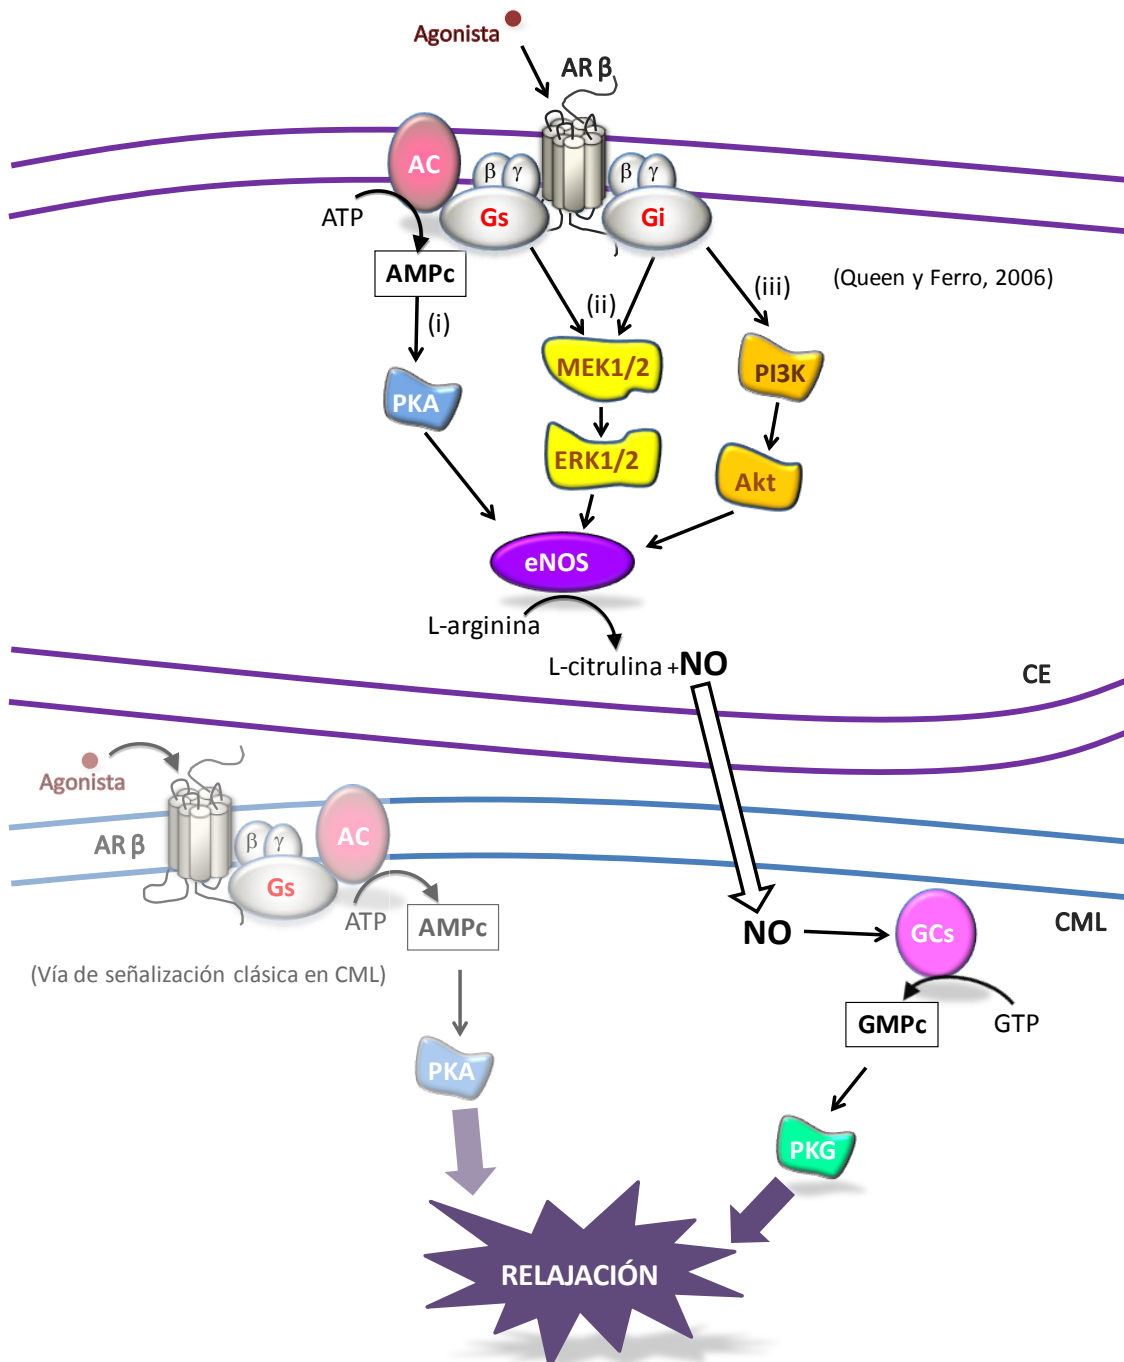 Agonista
AR β
AC
β γ
β γ
ATP
Gs
Gi
AMPc
(Queen y Ferro, 2006)
(i)
(ii)
(iii)
MEK1/2
PI3K
PKA
ERK1/2
Akt
eNOS
L-arginina
L-citrulina + NO
CE
Agonista
AR β
β γ
AC
Gs
ATP
AMPc
NO
GCs
CML
(Vía de señalización clásica en CML)
GMPc
GTP
PKA
PKG
RELAJACIÓN